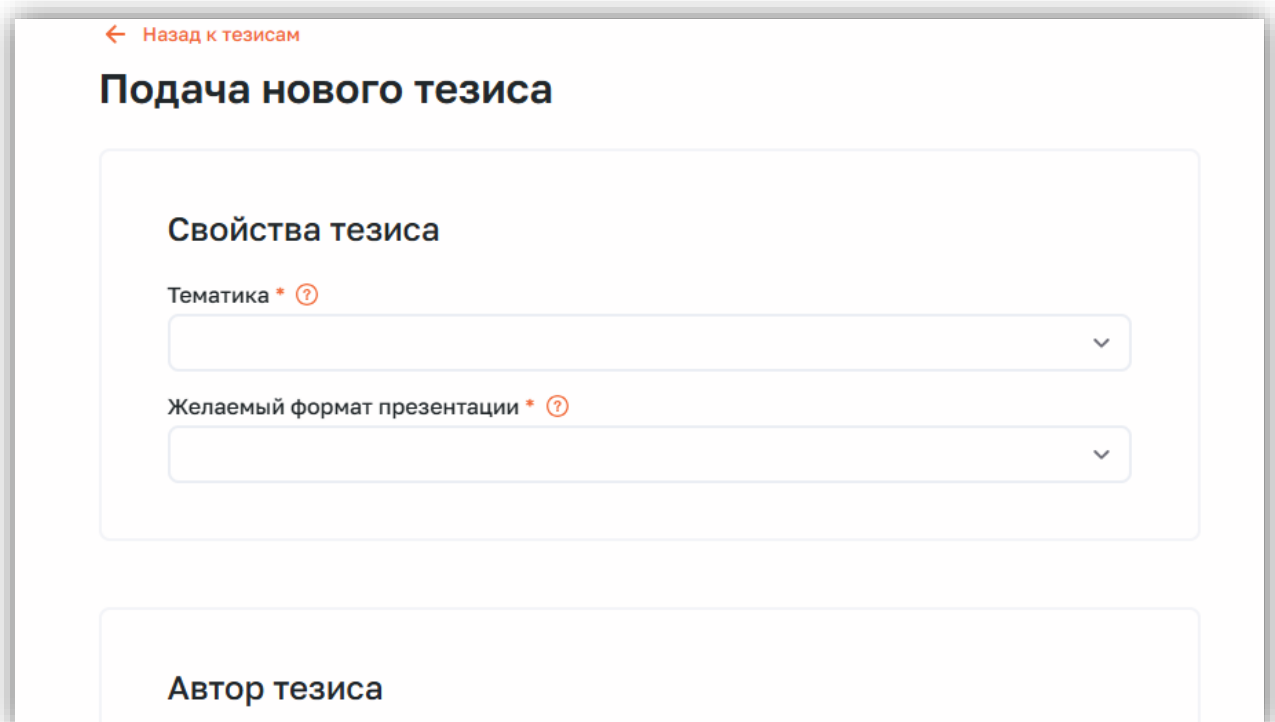 ← Назад к тезисам
Подача нового тезиса
Свойства тезиса
Тематика * ?
Желаемый формат презентации * ?
Автор тезиса